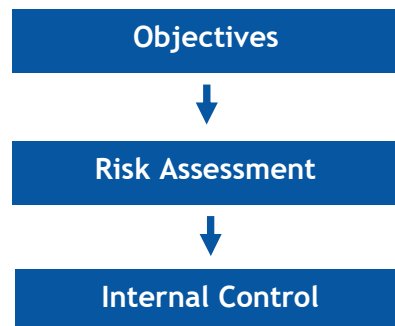 Objectives
Risk Assessment
Internal Control